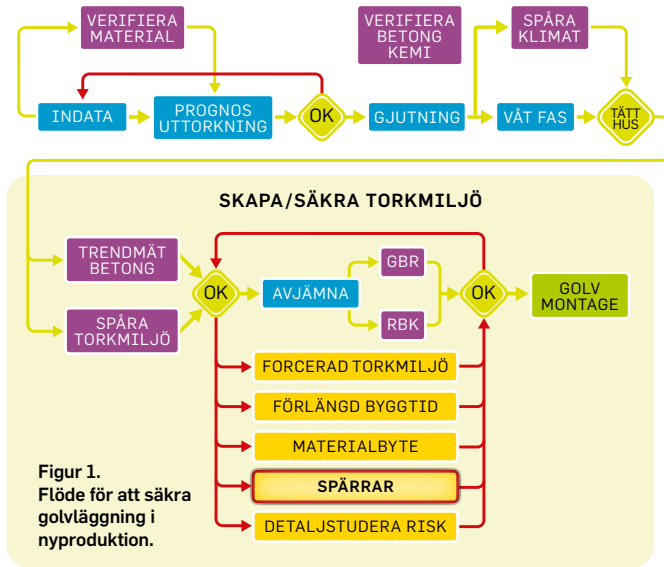 VERIFIERA
MATERIAL
VERIFIERA
BETONG
KEMI
SPÅRA
KLIMAT
INDATA
PROGNOS
UTTORKNING
OK
GJUTNING
VÅT FAS
TÄTT
HUS
SKAPA/SÄKRA TORKMILJÖ
TRENDMÄT
BETONG
SPÅRA
TORKMILJÖ
OK
AVJÄMNA
GBR
RBK
OK
GOLV
MONTAGE
FORCERAD TORKMILJÖ
FÖRLÄNGD BYGGTID
MATERIALBYTE
SPÄRRAR
DETALJSTUDERA RISK
Figur 1.
Flöde för att säkra
golvläggning i
nyproduktion.